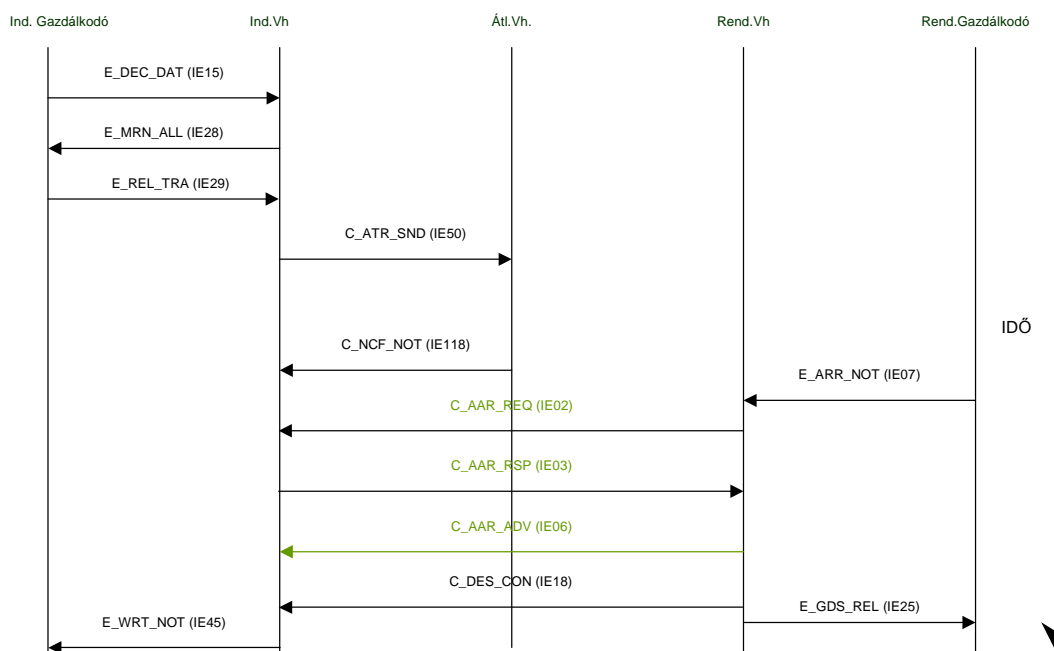 Ind. Gazdálkodó Ind.Vh Átl.Vh. Rend.Vh Rend.Gazdálkodó
E_DEC_DAT (IE15)
E_MRN_ALL (IE28)
E_REL_TRA (IE29)
C_ATR_SND (IE50)
IDŐ
C_NCF_NOT (IE118)
E_ARR_NOT (IE07)
C_AAR_REQ (IE02)
C_AAR_RSP (IE03)
C_AAR_ADV (IE06)
C_DES_CON (IE18)
E_GDS_REL (IE25)
E_WRT_NOT (IE45)